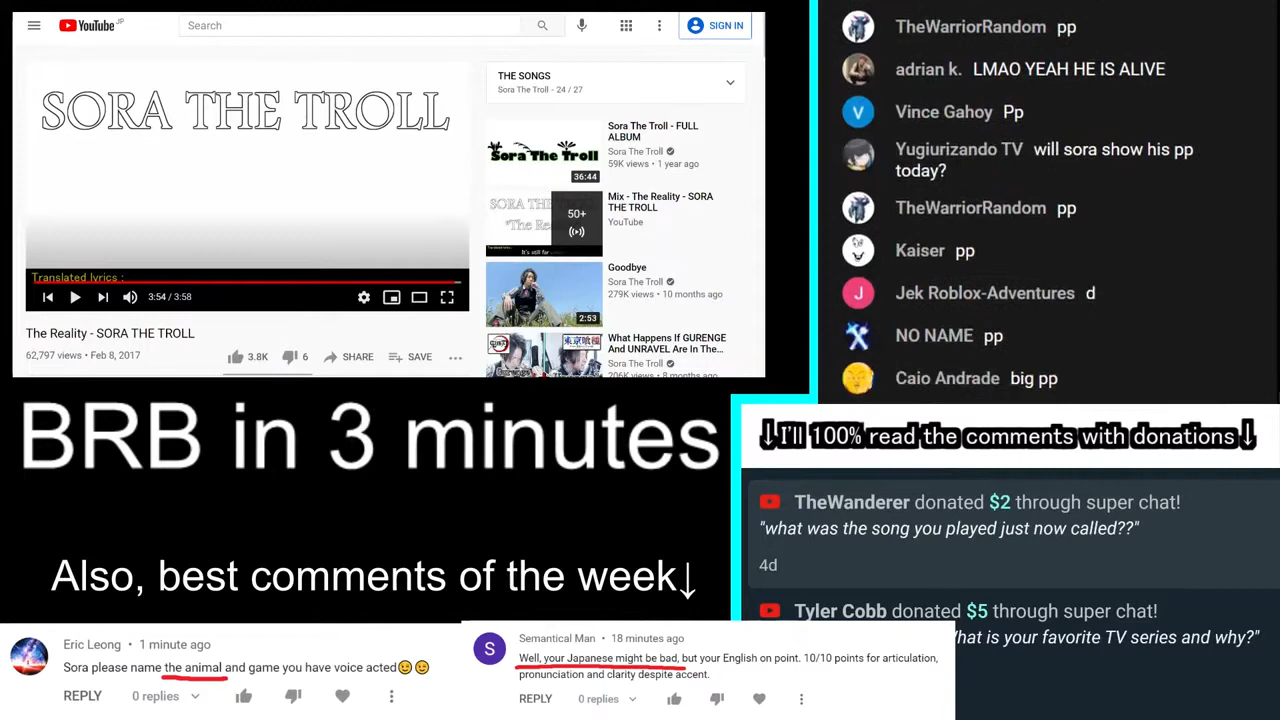 YouTube JP
Search
SIGN IN
SORA THE TROLL
Translated lyrics :
3:54 / 3:58
The Reality - SORA THE TROLL
62,797 views • Feb 8, 2017
3.8K
6
SHARE
SAVE
THE SONGS
Sora The Troll - 24 / 27
Sora The Troll
36:44
Sora The Troll - FULL
ALBUM
Sora The Troll
59K views • 1 year ago
50+
Mix - The Reality - SORA
THE TROLL
YouTube
2:53
Goodbye
Sora The Troll
279K views • 10 months ago
What Happens If GURENGE
And UNRAVEL Are In The...
Sora The Troll
206K views • 8 months ago
TheWarriorRandom pp
adrian k. LMAO YEAH HE IS ALIVE
V
Vince Gahoy Pp
Yugiurizando TV will sora show his pp
today?
TheWarriorRandom pp
Kaiser pp
J
Jek Roblox-Adventures d
NO NAME pp
Caio Andrade big pp
BRB in 3 minutes
Also, best comments of the week↓
↓I'll 100% read the comments with donations↓
TheWanderer donated $2 through super chat!
"what was the song you played just now called??"
4d
Tyler Cobb donated $5 through super chat!
hat is your favorite TV series and why?"
Eric Leong • 1 minute ago
Sora please name the animal and game you have voice acted😉😉
REPLY 0 replies
S
Semantical Man • 18 minutes ago
Well, your Japanese might be bad, but your English on point. 10/10 points for articulation,
pronunciation and clarity despite accent.
REPLY 0 replies